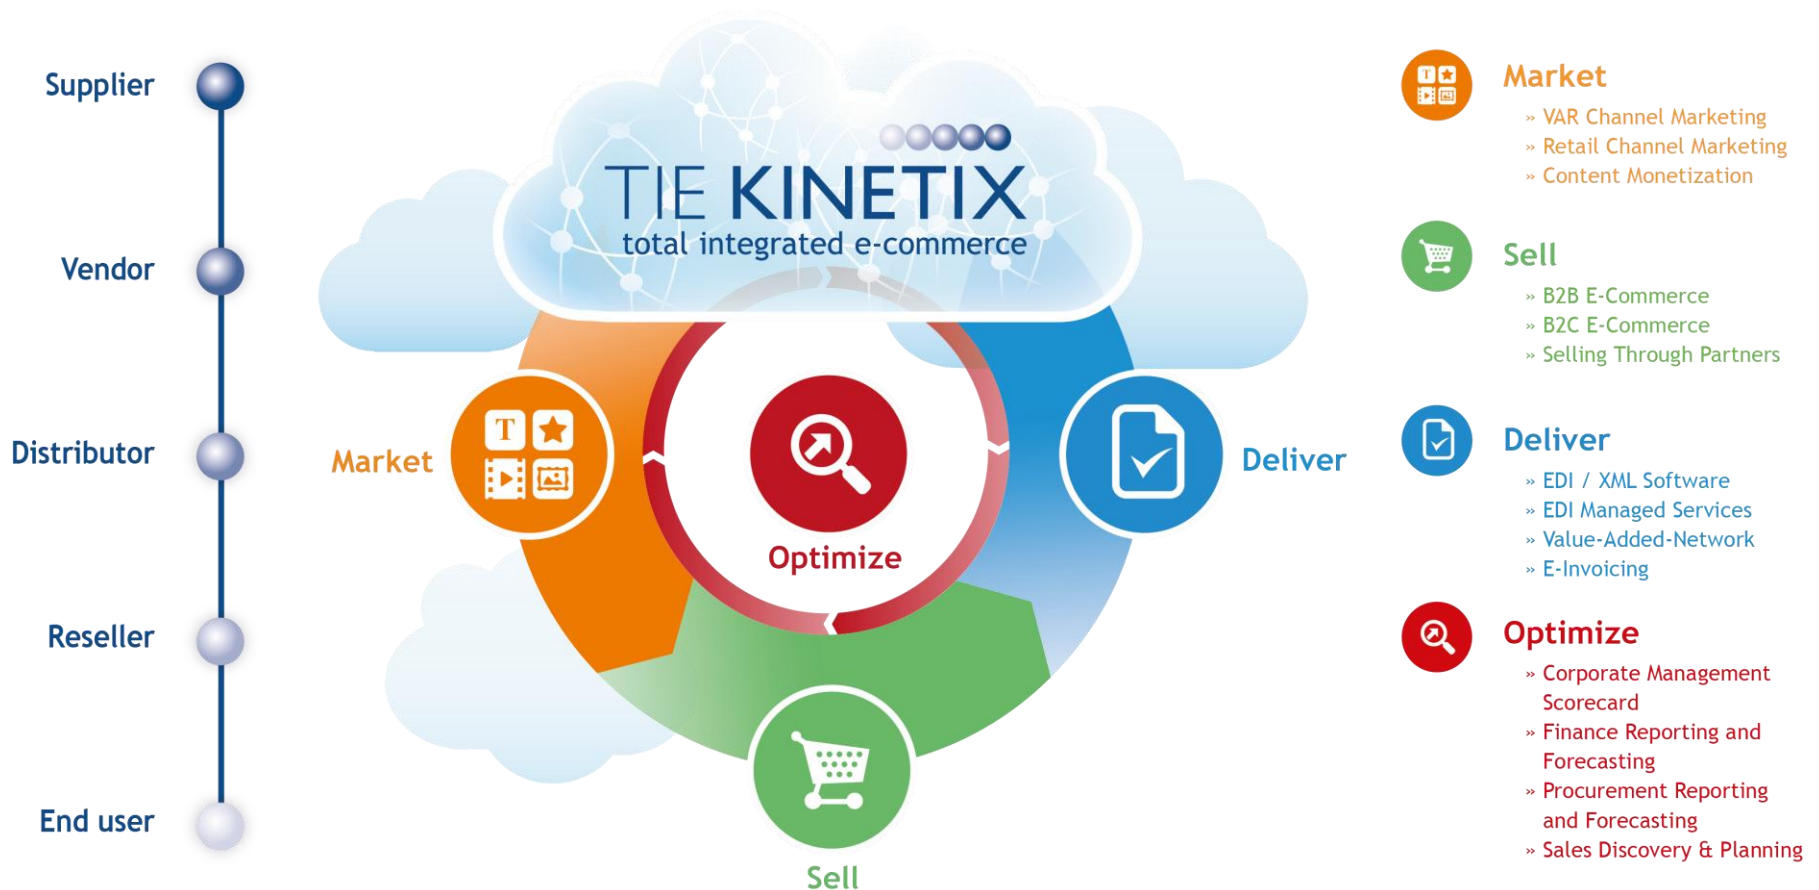 Supplier
Vendor
Distributor
Reseller
End user
TIE KINETIX
total integrated e-commerce
T
Market
Optimize
Deliver
Sell
T
Market
» VAR Channel Marketing
» Retail Channel Marketing
» Content Monetization
Sell
» B2B E-Commerce
» B2C E-Commerce
» Selling Through Partners
Deliver
» EDI / XML Software
» EDI Managed Services
» Value-Added-Network
» E-Invoicing
Optimize
» Corporate Management
Scorecard
» Finance Reporting and
Forecasting
» Procurement Reporting
and Forecasting
» Sales Discovery & Planning